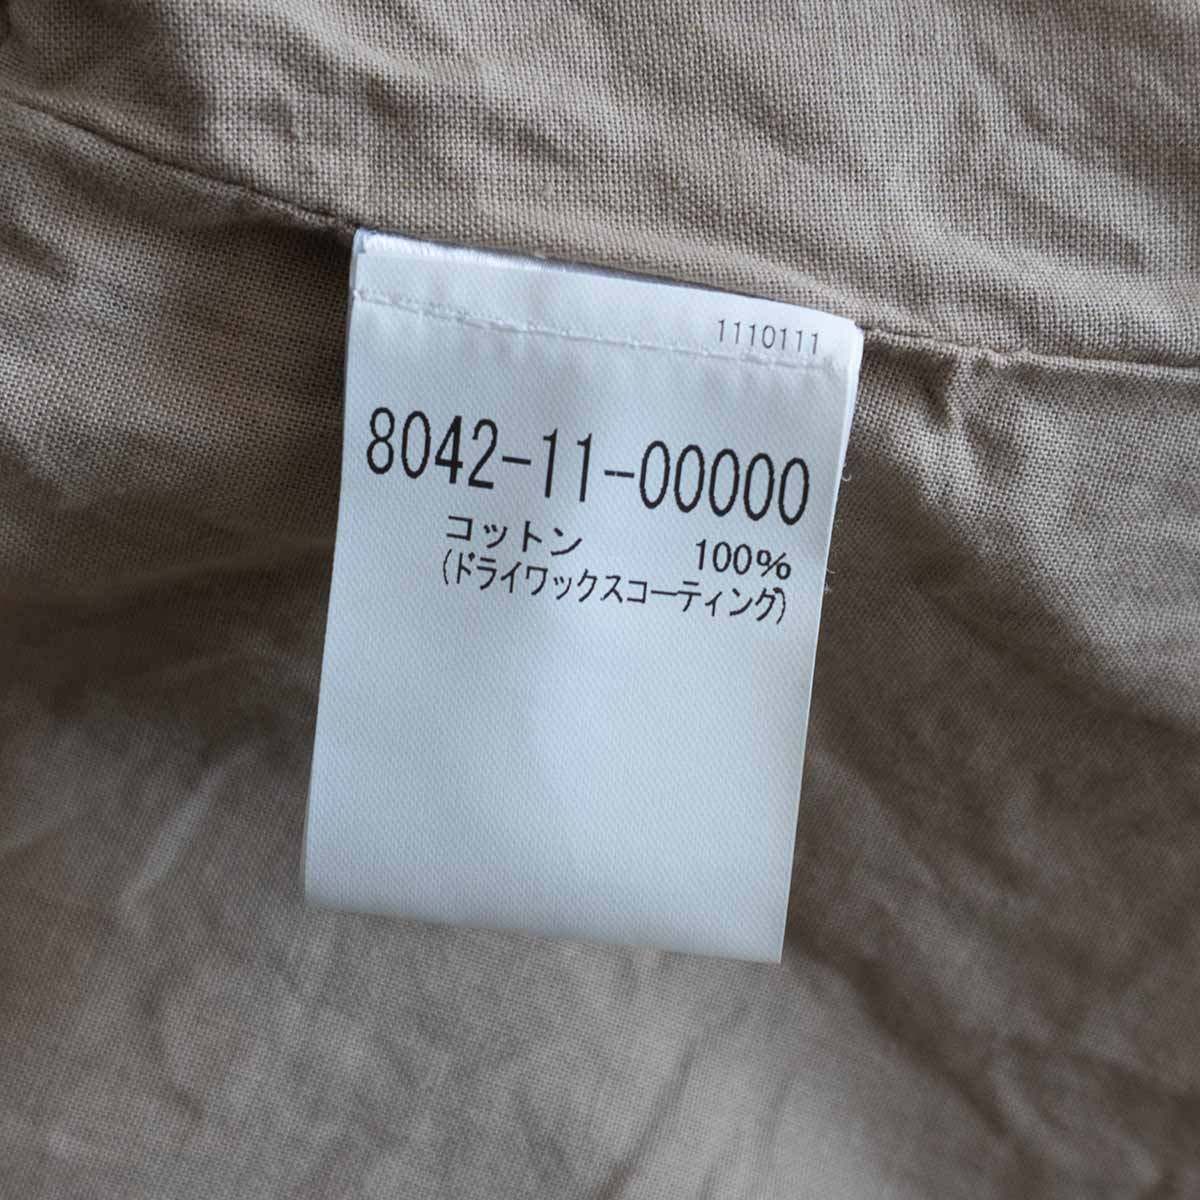 1110111
8042-11-00000
コットン 100%
(ドライワックスコーティング)